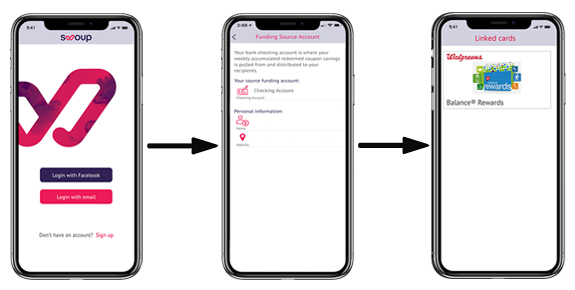 9:41
swoup
Login with Facebook
Login with email
Don't have an account? Sign up
3:49
Funding Source Account
Your bank checking account is where your
weekly accumulated redeemed coupon savings
is pulled from and distributed to your
recipients.
Your source funding account:
Checking Account
Checking Account
Personal Information:
Name
Address
9:41
Linked cards
Walgreens
Balance
rewards
Balance® Rewards